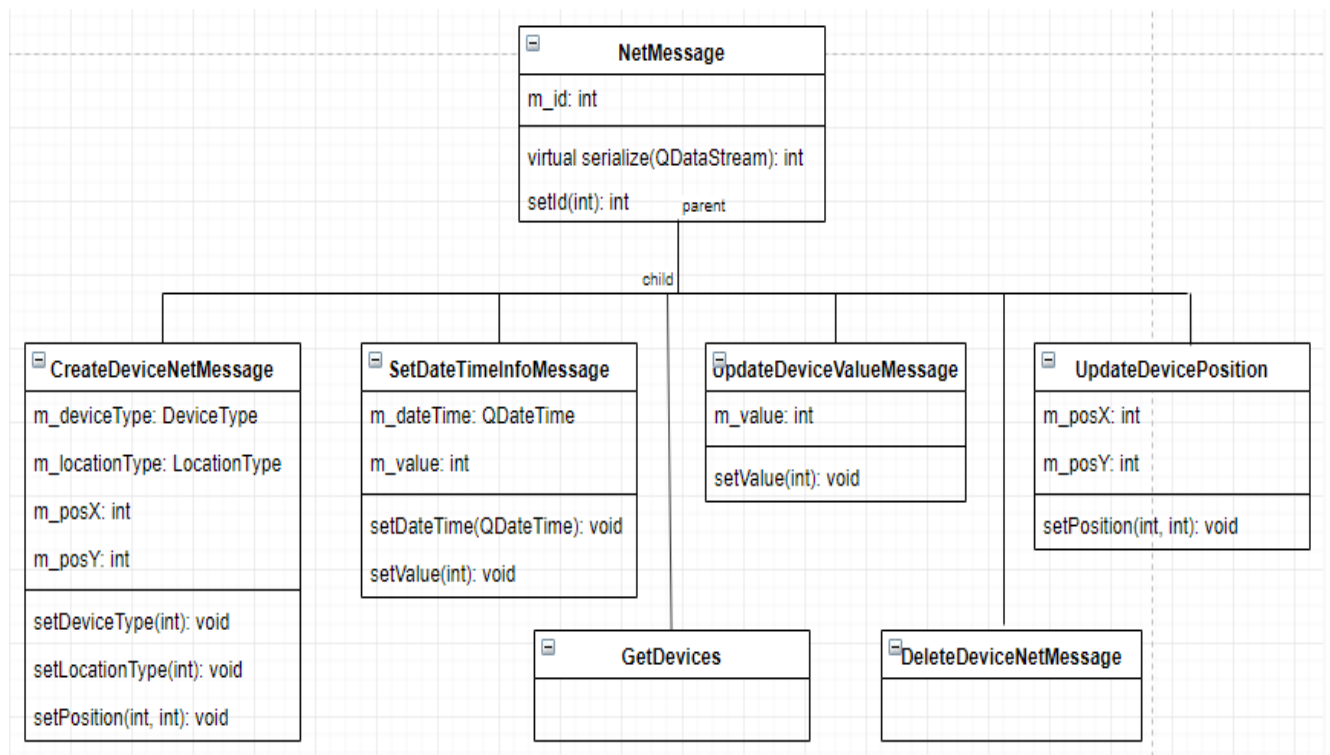 NetMessage
m_id: int
virtual serialize(QDataStream): int
setId(int): int
parent
child
CreateDeviceNetMessage
m_deviceType: DeviceType
m_locationType: LocationType
m_posX: int
m_posY: int
setDeviceType(int): void
setLocationType(int): void
setPosition(int, int): void
SetDateTimeInfoMessage
m_dateTime: QDateTime
m_value: int
setDateTime(QDateTime): void
setValue(int): void
UpdateDeviceValueMessage
m_value: int
setValue(int): void
UpdateDevicePosition
m_posX: int
m_posY: int
setPosition(int, int): void
GetDevices
DeleteDeviceNetMessage